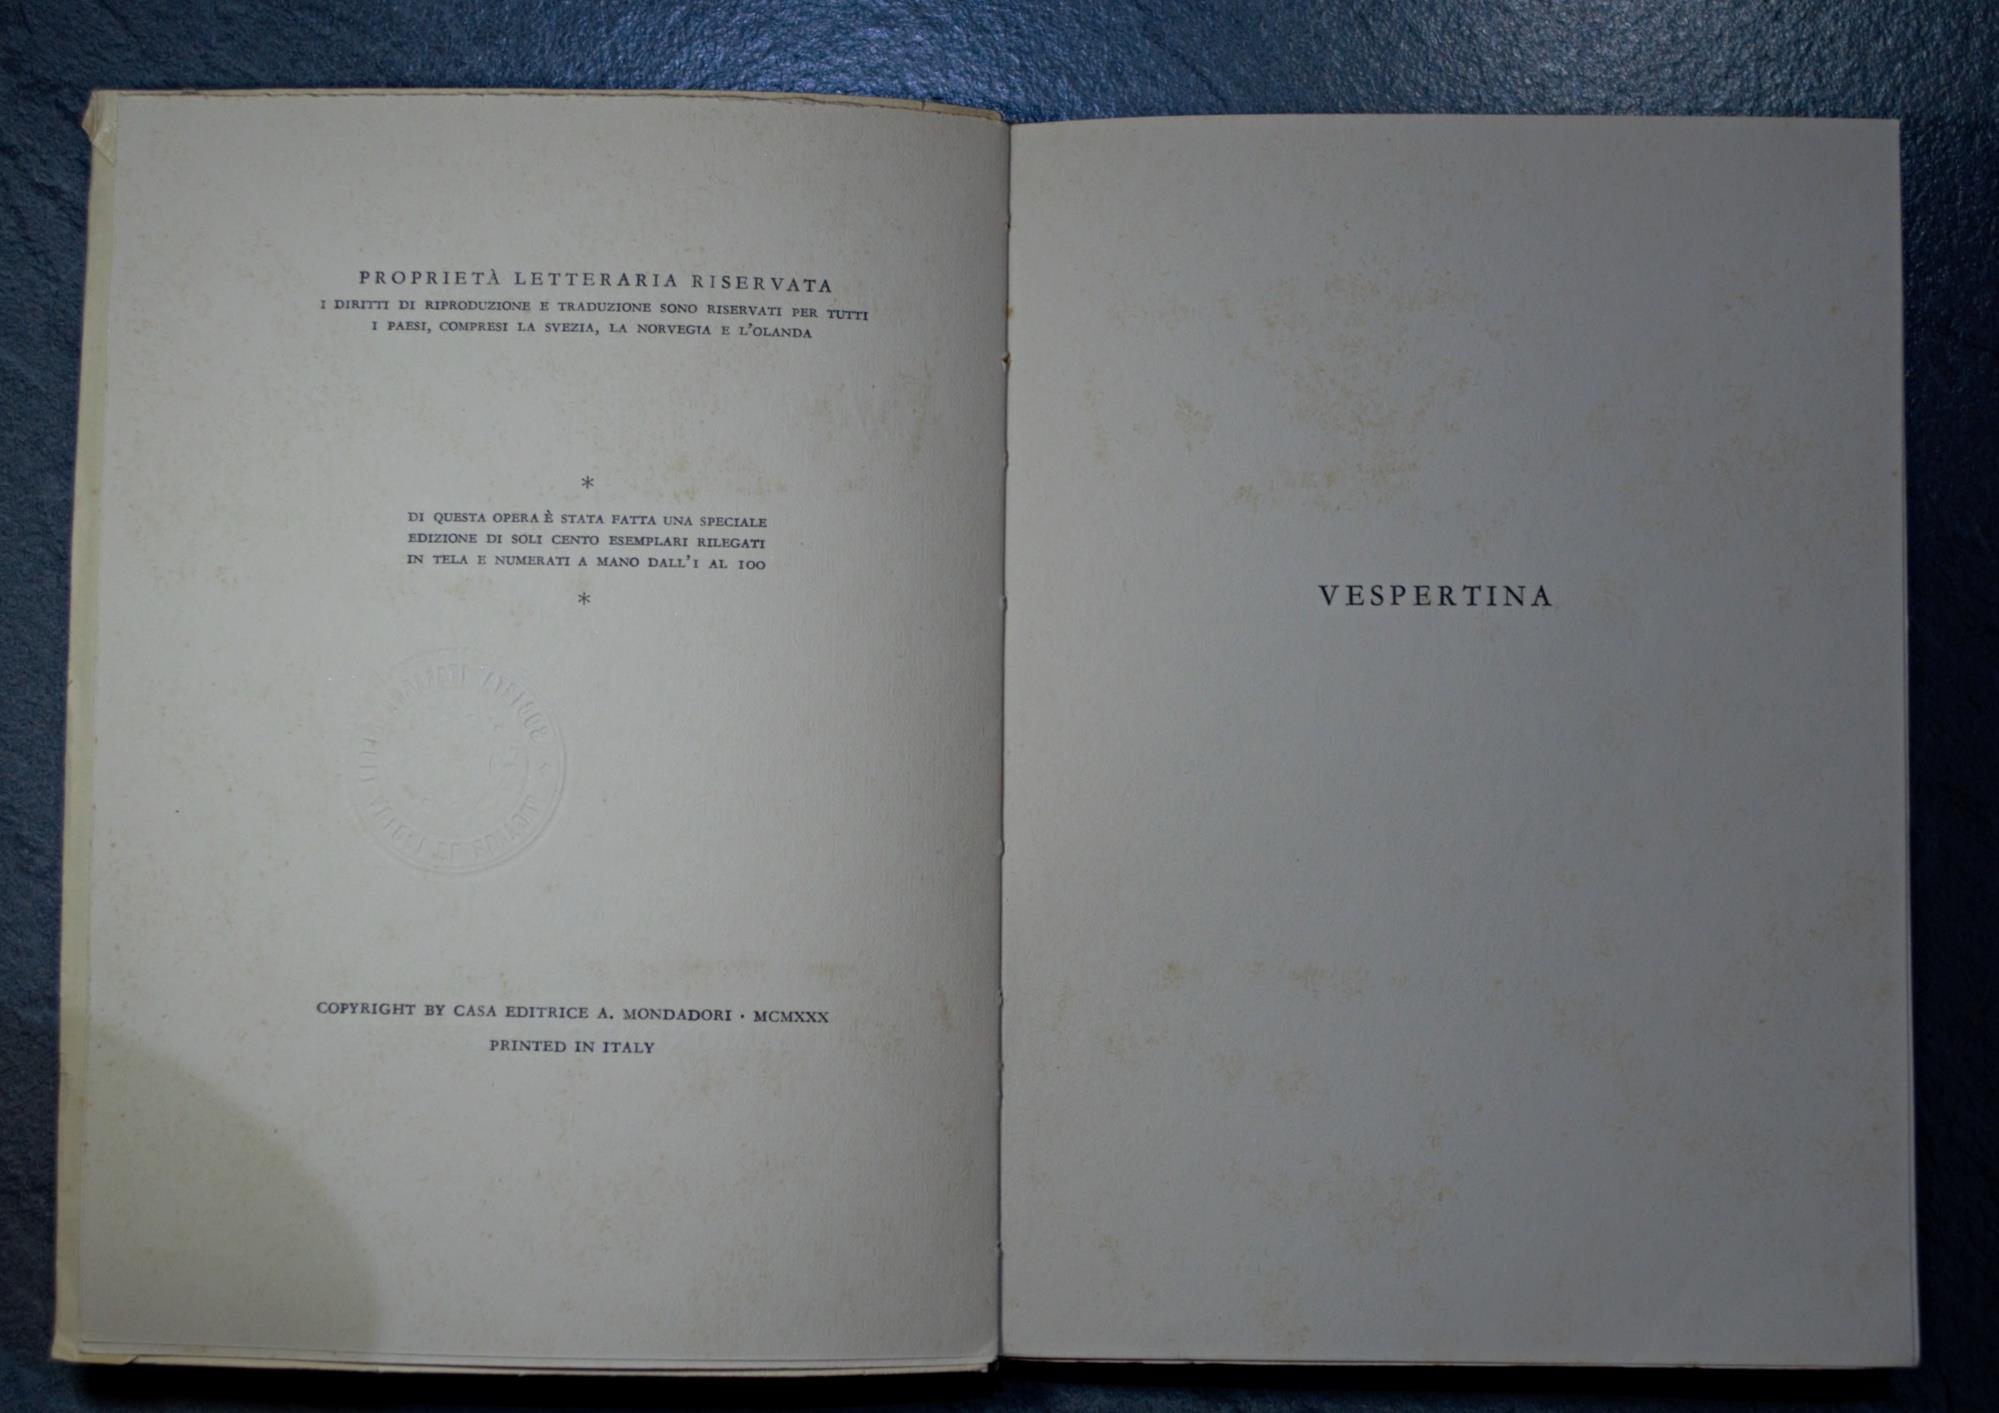 PROPRIETÀ LETTERARIA RISERVATA
I DIRITTI DI RIPRODUZIONE E TRADUZIONE SONO RISERVATI PER TUTTI
I PAESI, COMPRESI LA SVEZIA, LA NORVEGIA E L'OLANDA
*
DI QUESTA OPERA È STATA FATTA UNA SPECIALE
EDIZIONE DI SOLI CENTO ESEMPLARI RILEGATI
IN TELA E NUMERATI A MANO DALL'1 AL 100
*
COPYRIGHT BY CASA EDITRICE A. MONDADORI · MCMXXX
PRINTED IN ITALY
VESPERTINA